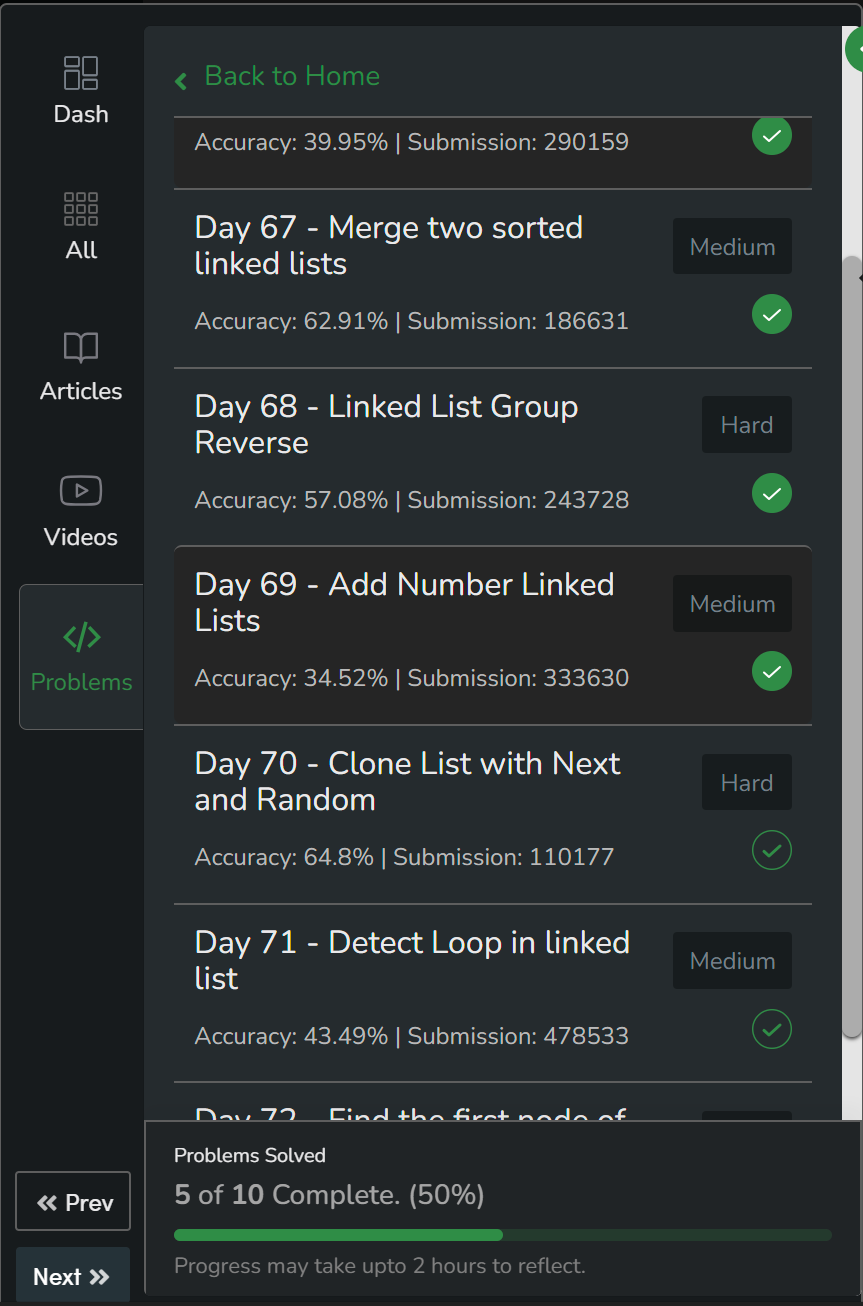 Dash
All
Articles
Videos
Problems
Prev
Next
Back to Home
Accuracy: 39.95% | Submission: 290159
Day 67 - Merge two sorted
linked lists
Medium
Accuracy: 62.91% | Submission: 186631
Day 68 - Linked List Group
Reverse
Hard
Accuracy: 57.08% | Submission: 243728
Day 69 - Add Number Linked
Lists
Medium
Accuracy: 34.52% | Submission: 333630
Day 70 - Clone List with Next
and Random
Hard
Accuracy: 64.8% | Submission: 110177
Day 71 - Detect Loop in linked
list
Medium
Accuracy: 43.49% | Submission: 478533
Day 72 - Find the first node of
Problems Solved
5 of 10 Complete. (50%)
Progress may take upto 2 hours to reflect.